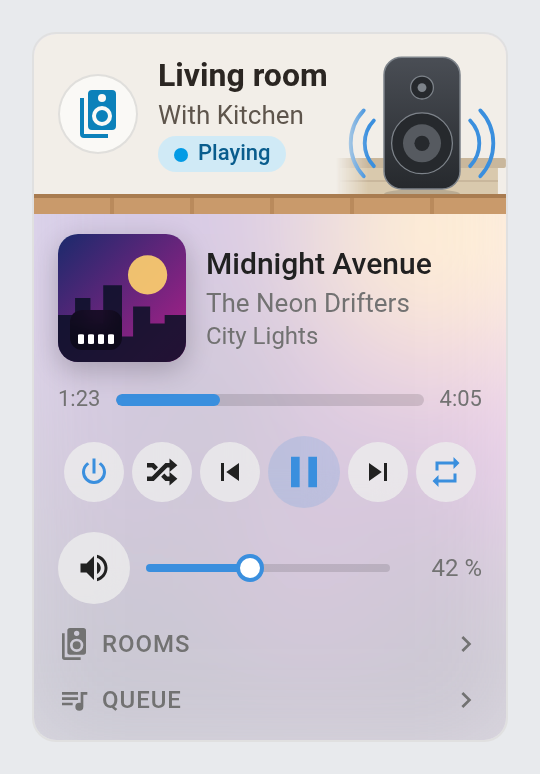 Living room
With Kitchen
Playing
Midnight Avenue
The Neon Drifters
City Lights
1:23
4:05
42 %
ROOMS
QUEUE